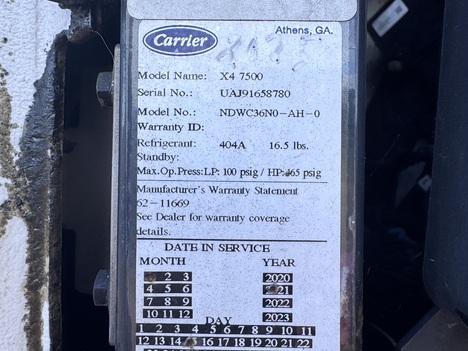 Carrier
Athens, GA.
Model Name: X4 7500
Serial No.: UAJ91658780
Model No.: NDWC36N0-AH-0
Warranty ID:
Refrigerant: 404A 16.5 lbs.
Standby:
Max.Op.Press:LP: 100 psig / HP:465 psig
Manufacturer's Warranty Statement
62-11669
See Dealer for warranty coverage
details.
DATE IN SERVICE
MONTH YEAR
2 3 2020
4 5 6 2021
7 8 9 2022
10 11 12 2023
DAY
1 2 3 4 5 6 7 8 9 10 11
12 13 14 15 16 17 18 19 20 21 22